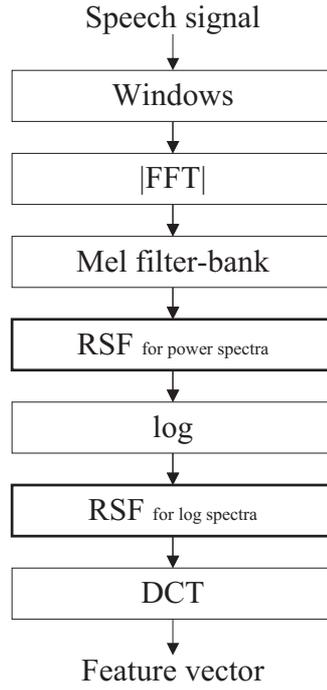 Speech signal
Windows
|FFT|
Mel filter-bank
RSF for power spectra
log
RSF for log spectra
DCT
Feature vector